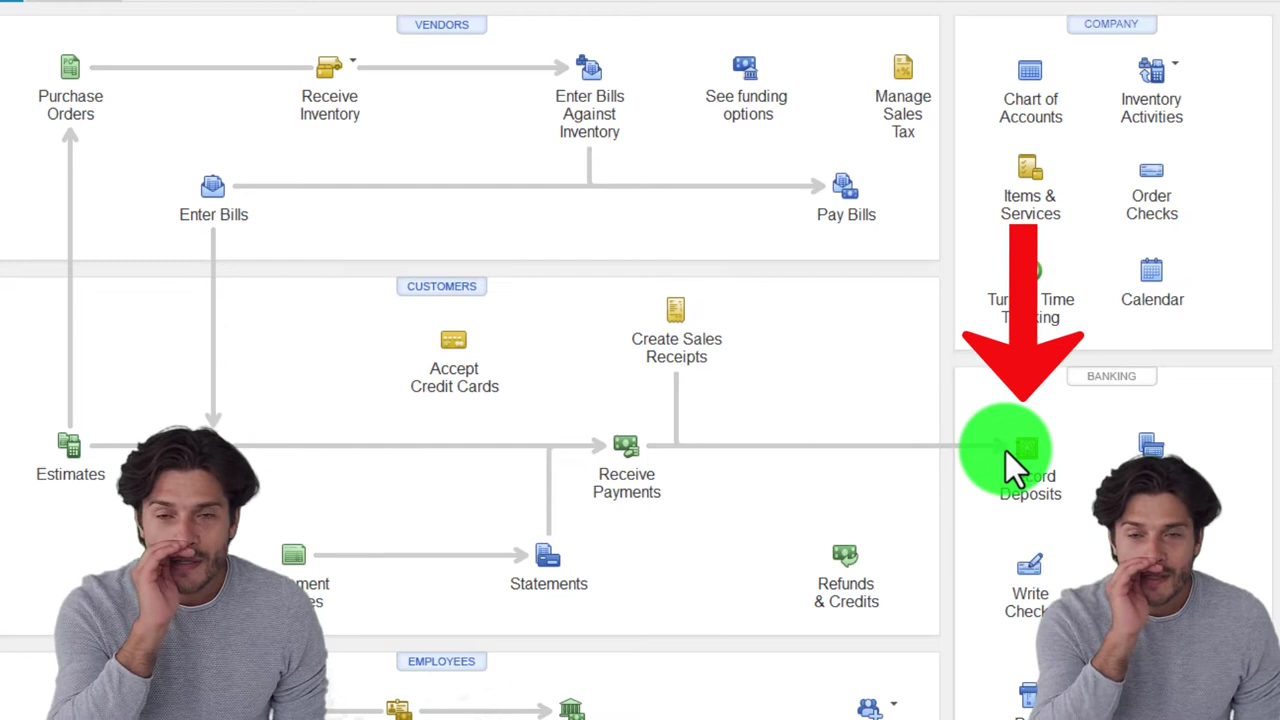 VENDORS
Purchase
Orders
Receive
Inventory
Enter Bills
Against
Inventory
See funding
options
Manage
Sales
Tax
Enter Bills
Pay Bills
COMPANY
Chart of
Accounts
Inventory
Activities
Items &
Services
Order
Checks
Time
Calendar
CUSTOMERS
Create Sales
Receipts
Accept
Credit Cards
Estimates
Receive
Payments
Statements
Refunds
& Credits
BANKING
Deposits
Write
EMPLOYEES